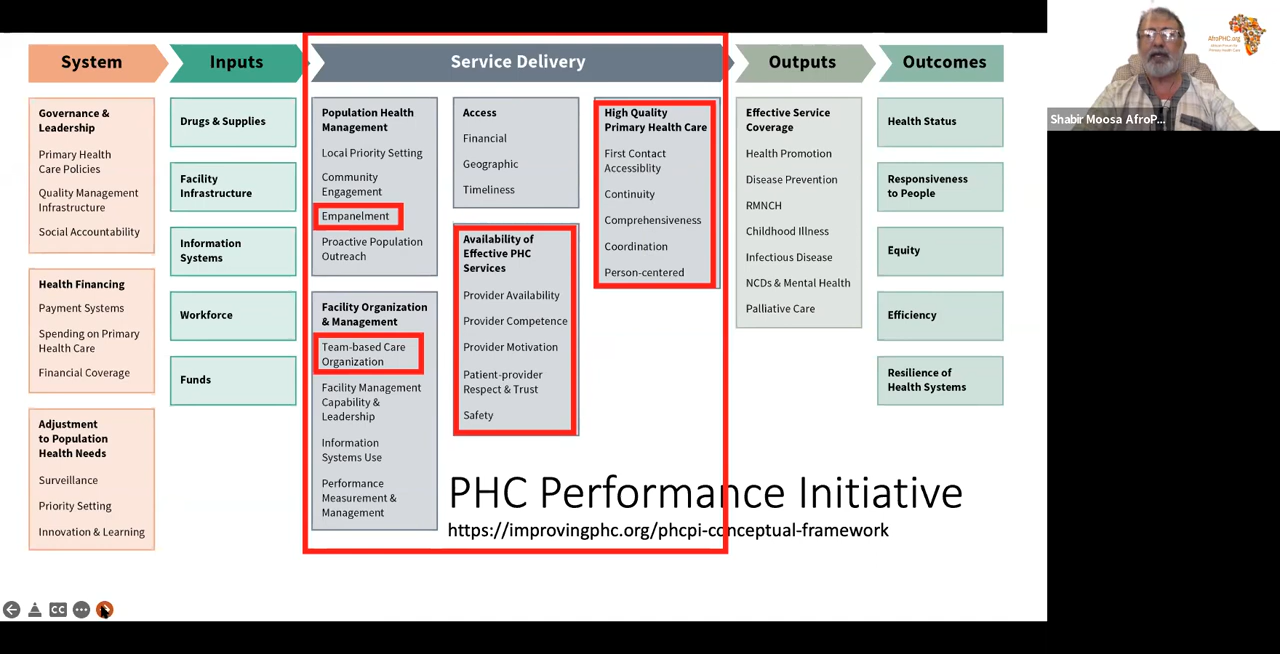 System
Inputs
Service Delivery
Outputs
Outcomes
Governance &
Leadership
Primary Health
Care Policies
Quality Management
Infrastructure
Social Accountability
Health Financing
Payment Systems
Spending on Primary
Health Care
Financial Coverage
Adjustment
to Population
Health Needs
Surveillance
Priority Setting
Innovation & Learning
Drugs & Supplies
Facility
Infrastructure
Information
Systems
Workforce
Funds
Population Health
Management
Local Priority Setting
Community
Engagement
Empanelment
Proactive Population
Outreach
Facility Organization
& Management
Team-based Care
Organization
Facility Management
Capability &
Leadership
Information
Systems Use
Performance
Measurement &
Management
Access
Financial
Geographic
Timeliness
Availability of
Effective PHC
Services
Provider Availability
Provider Competence
Provider Motivation
Patient-provider
Respect & Trust
Safety
High Quality
Primary Health Care
First Contact
Accessiblity
Continuity
Comprehensiveness
Coordination
Person-centered
Effective Service
Coverage
Health Promotion
Disease Prevention
RMNCH
Childhood Illness
Infectious Disease
NCDs & Mental Health
Palliative Care
Health Status
Responsiveness
to People
Equity
Efficiency
Resilience of
Health Systems
PHC Performance Initiative
https://improvingphc.org/phcpi-conceptual-framework
CC
AfroPHC.org
Shabir Moosa AfroP...